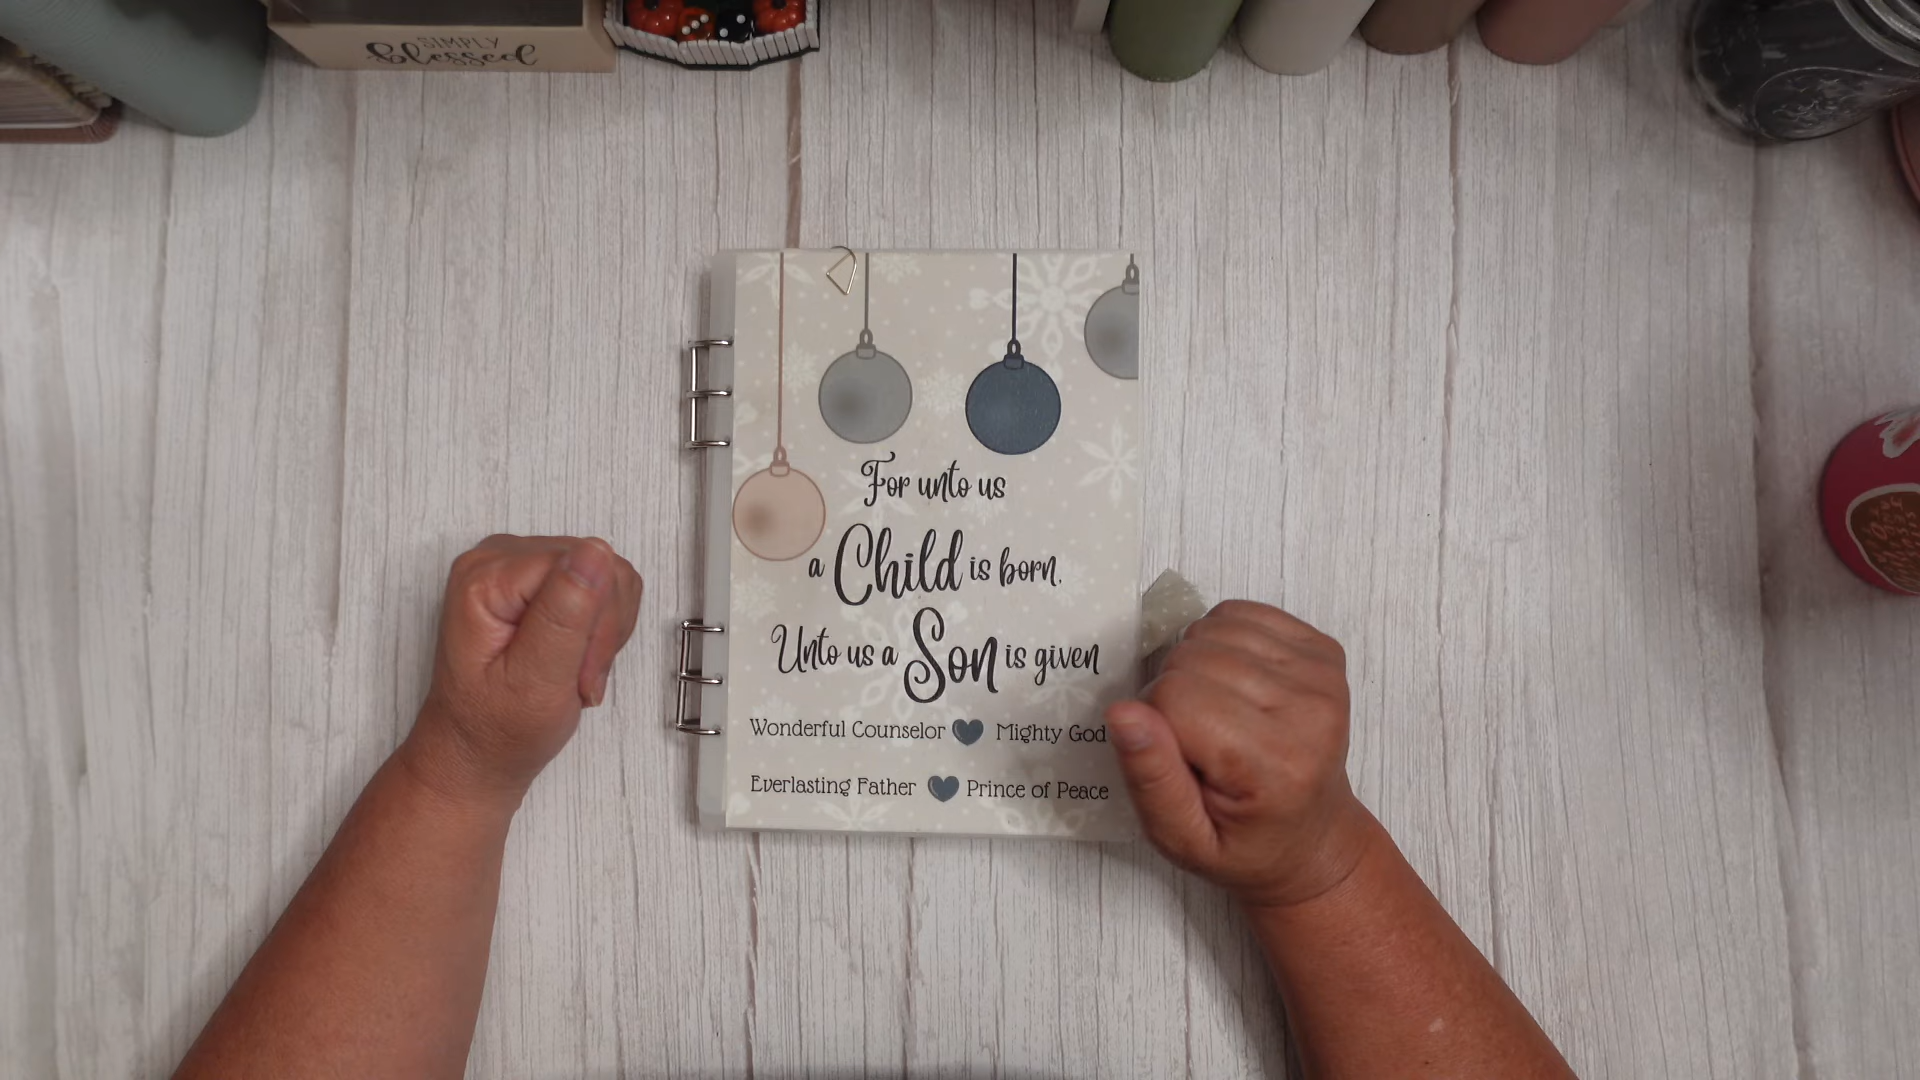 SIMPLY
blessed
For unto us
a Child is born,
Unto us a Son is given
Wonderful Counselor Mighty God
Everlasting Father Prince of Peace